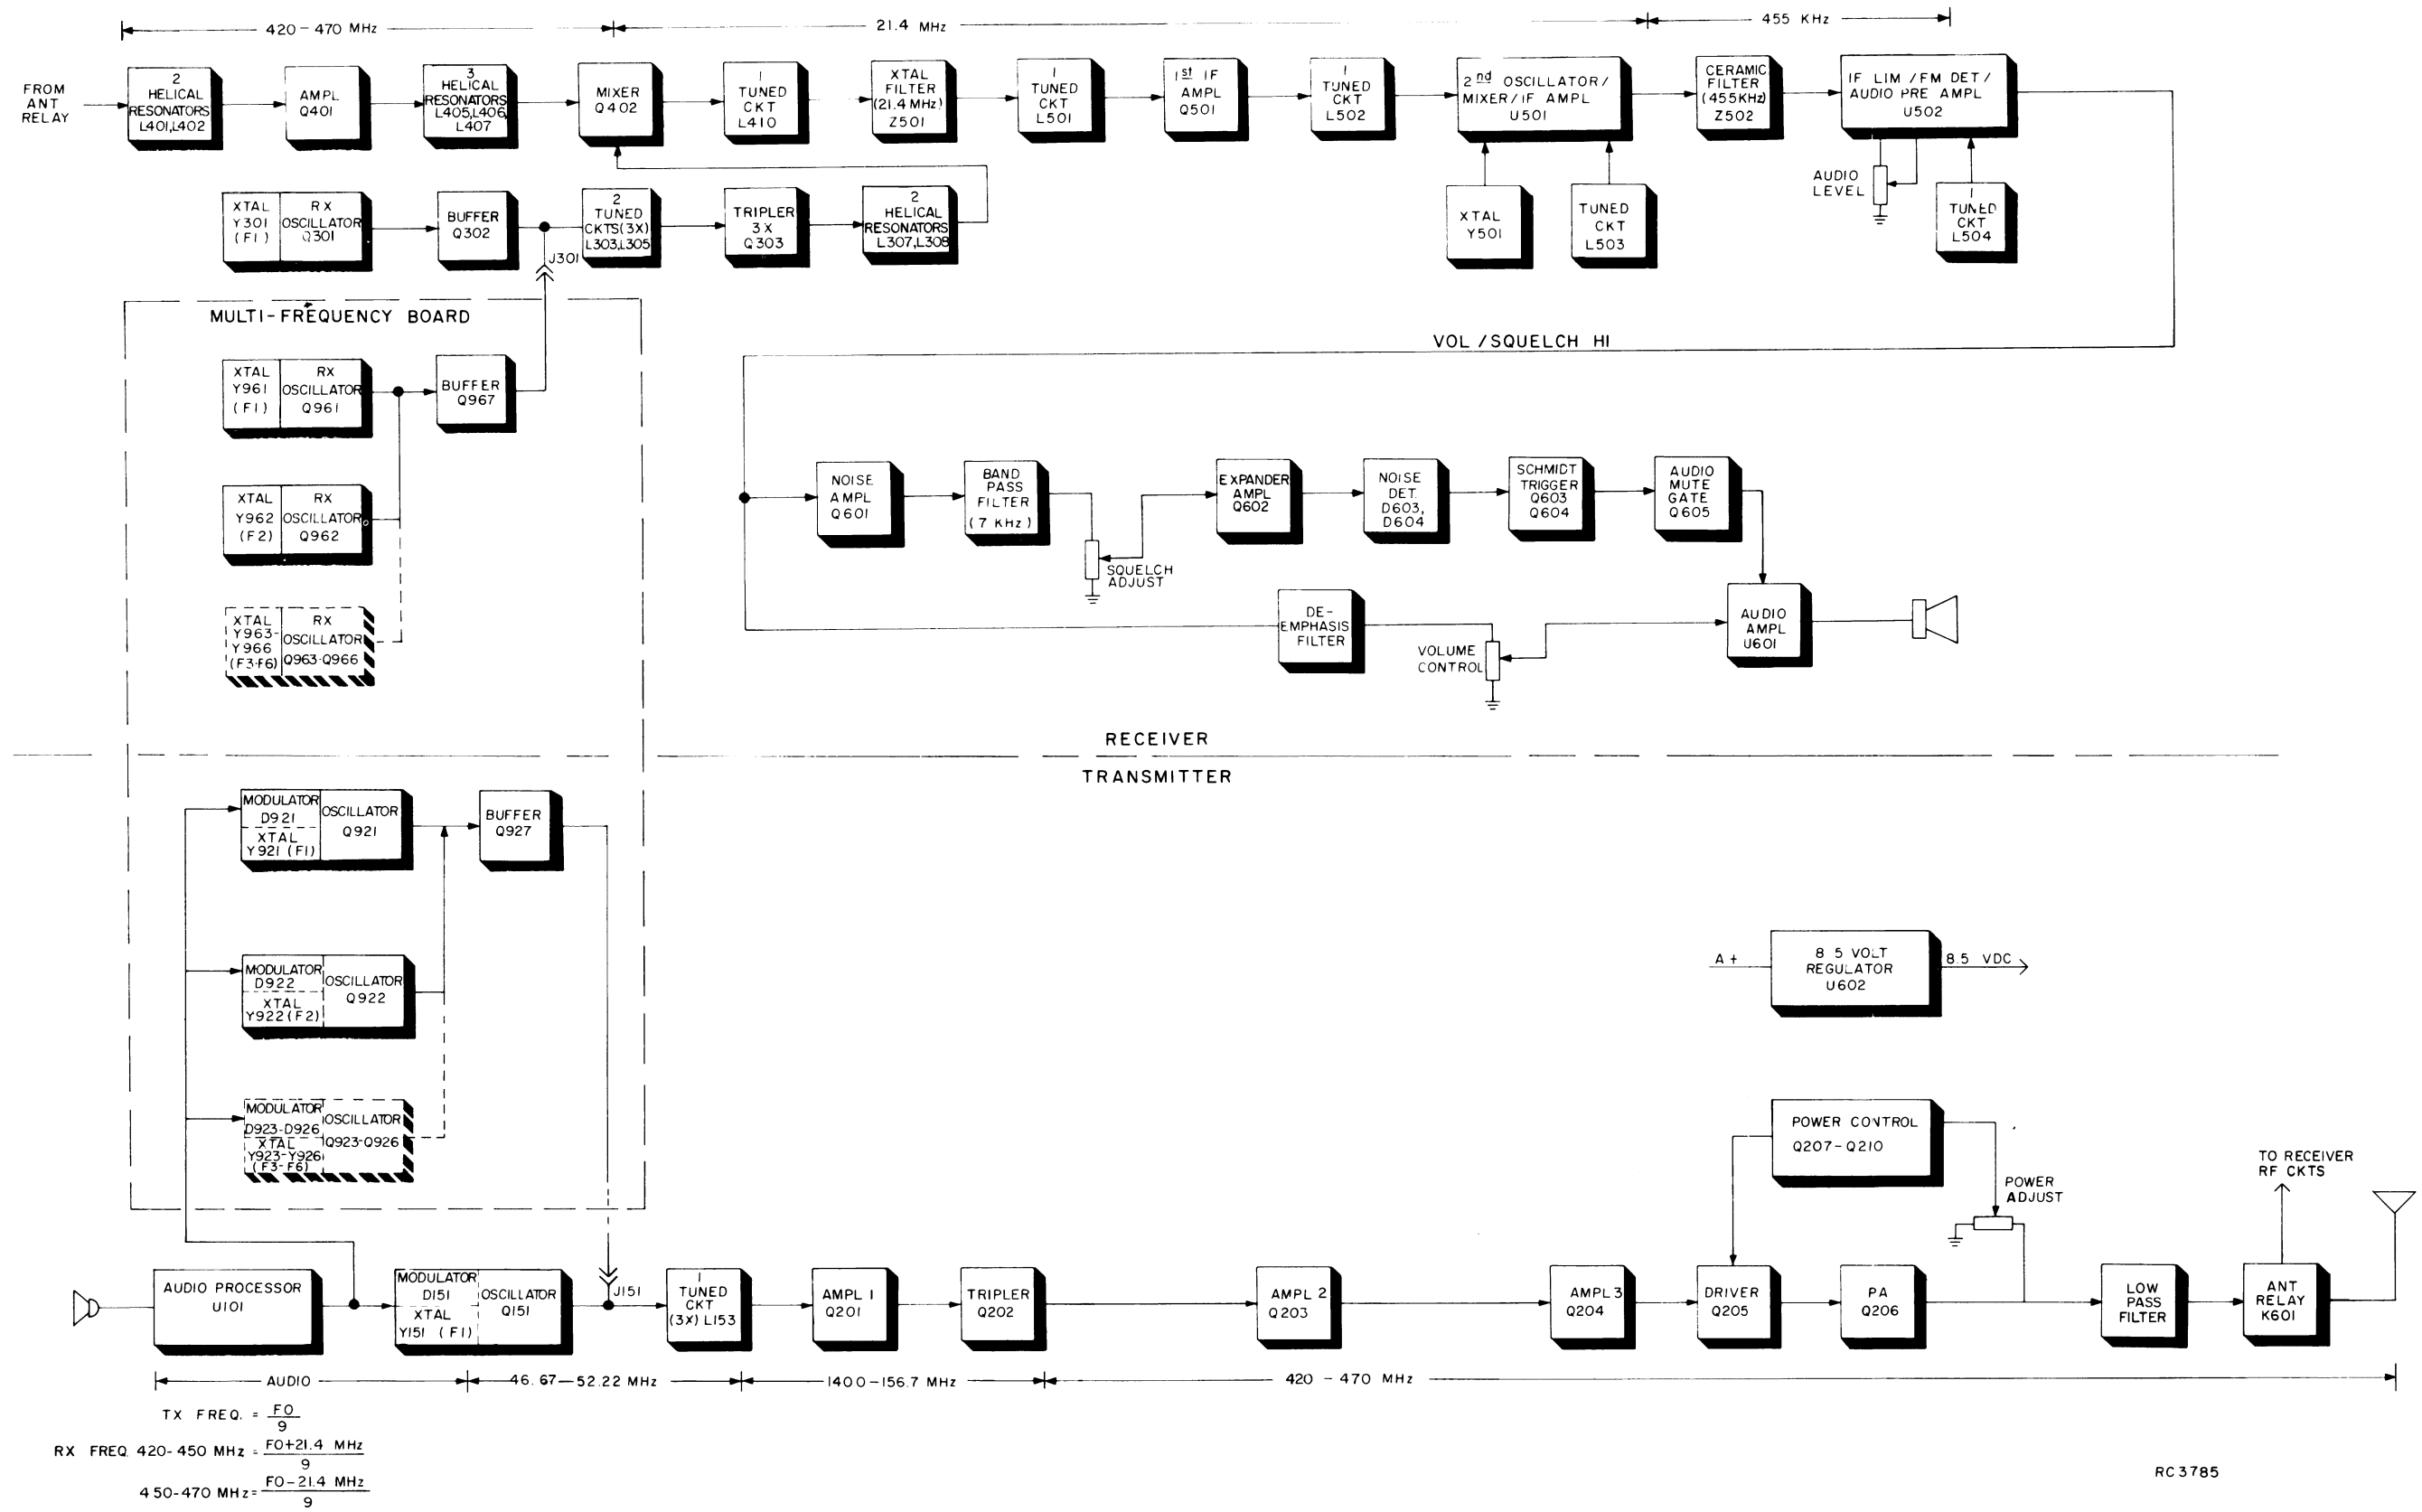 420-470 MHz
21.4 MHz
455 KHz
FROM
ANT
RELAY
2
HELICAL
RESONATORS
L401,L402
AMPL
Q401
3
HELICAL
RESONATORS
L405,L406,
L407
MIXER
Q402
1
TUNED
CKT
L410
XTAL
FILTER
(21.4 MHz)
Z501
1
TUNED
CKT
L501
1st IF
AMPL
Q501
1
TUNED
CKT
L502
2nd OSCILLATOR/
MIXER/IF AMPL
U501
CERAMIC
FILTER
(455KHz)
Z502
IF LIM /FM DET/
AUDIO PRE AMPL
U502
XTAL
Y301
(F1)
RX
OSCILLATOR
Q301
BUFFER
Q302
J301
2
TUNED
CKTS(3X)
L303,L305
TRIPLER
3X
Q303
2
HELICAL
RESONATORS
L307,L308
XTAL
Y501
TUNED
CKT
L503
AUDIO
LEVEL
1
TUNED
CKT
L504
MULTI-FREQUENCY BOARD
VOL /SQUELCH HI
XTAL
Y961
(F1)
RX
OSCILLATOR
Q961
BUFFER
Q967
XTAL
Y962
(F2)
RX
OSCILLATOR
Q962
XTAL
Y963-
Y966
(F3-F6)
RX
OSCILLATOR
Q963-Q966
NOISE
AMPL
Q601
BAND
PASS
FILTER
(7 KHz)
SQUELCH
ADJUST
EXPANDER
AMPL
Q602
NOISE
DET.
D603,
D604
SCHMIDT
TRIGGER
Q603
Q604
AUDIO
MUTE
GATE
Q605
DE-
EMPHASIS
FILTER
VOLUME
CONTROL
AUDIO
AMPL
U601
RECEIVER
TRANSMITTER
MODULATOR
D921
XTAL
Y921 (F1)
OSCILLATOR
Q921
BUFFER
Q927
MODULATOR
D922
XTAL
Y922(F2)
OSCILLATOR
Q922
MODULATOR
D923-D926
XTAL
Y923-Y926
(F3-F6)
OSCILLATOR
Q923-Q926
A+
8 5 VOLT
REGULATOR
U602
8.5 VDC
POWER CONTROL
Q207-Q210
POWER
ADJUST
TO RECEIVER
RF CKTS
AUDIO PROCESSOR
U101
MODULATOR
D151
XTAL
Y151 (F1)
OSCILLATOR
Q151
J151
1
TUNED
CKT
(3X) L153
AMPL 1
Q201
TRIPLER
Q202
AMPL 2
Q203
AMPL 3
Q204
DRIVER
Q205
PA
Q206
LOW
PASS
FILTER
ANT
RELAY
K601
AUDIO
46.67-52.22 MHz
140.0-156.7 MHz
420 - 470 MHz
TX FREQ. = FO
9
RX FREQ. 420-450 MHz = FO+21.4 MHz
9
450-470 MHz= FO-21.4 MHz
9
RC3785